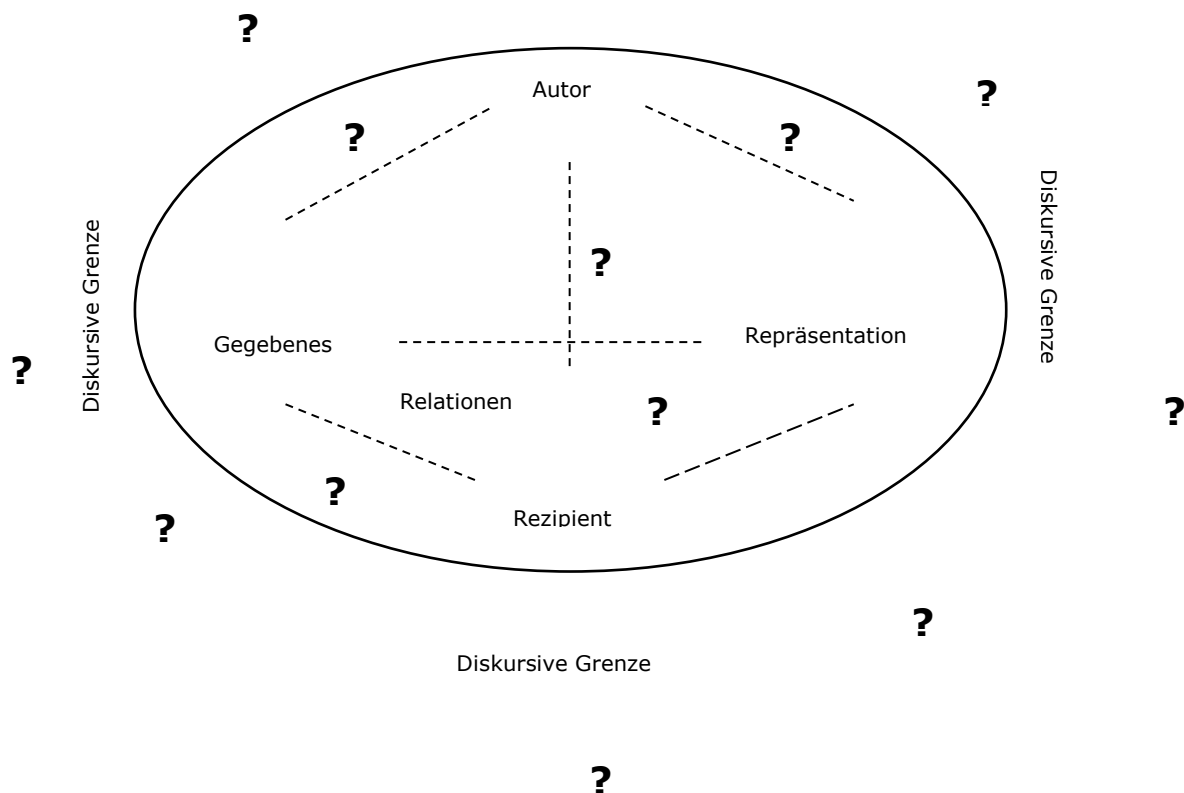 ?
Autor
?
?
?
Diskursive Grenze
Diskursive Grenze
?
Gegebenes
Repräsentation
?
Relationen
?
?
?
Rezipient
?
?
Diskursive Grenze
?